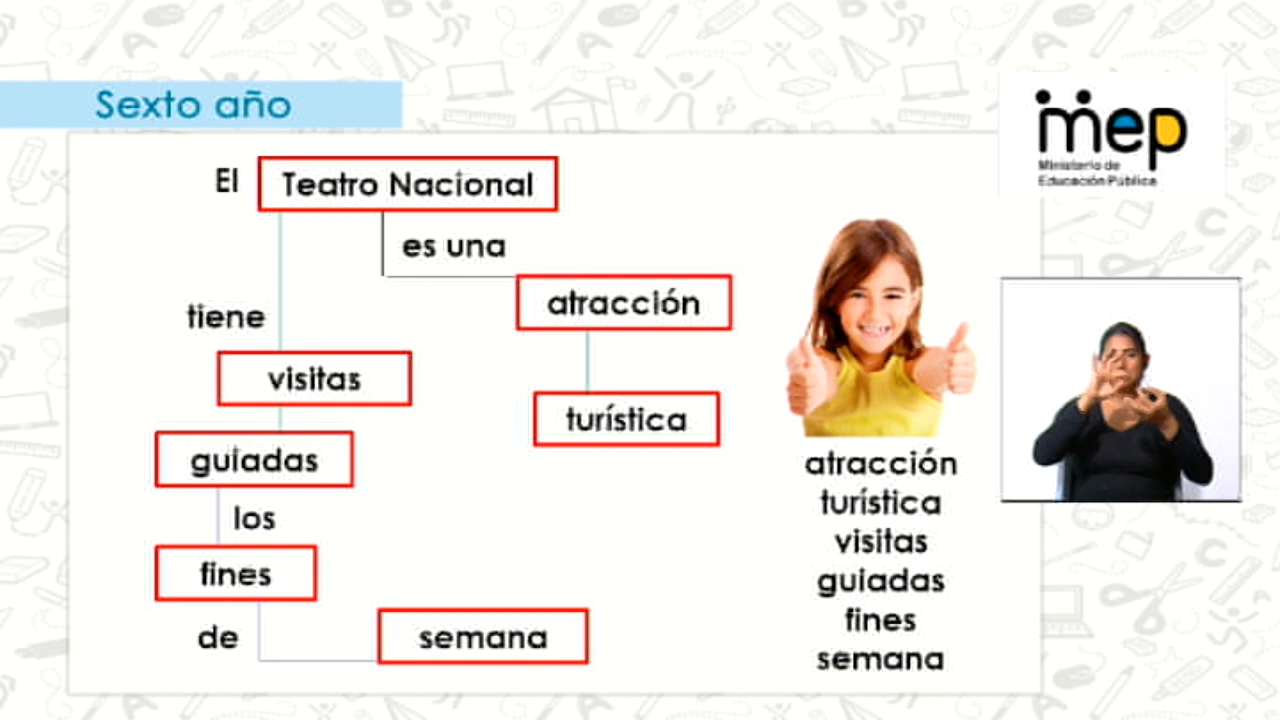 Sexto año
mep
Ministerio de
Educación Pública
El Teatro Nacional
es una
atracción
tiene
visitas
turística
guiadas
los
fines
de semana
atracción
turística
visitas
guiadas
fines
semana